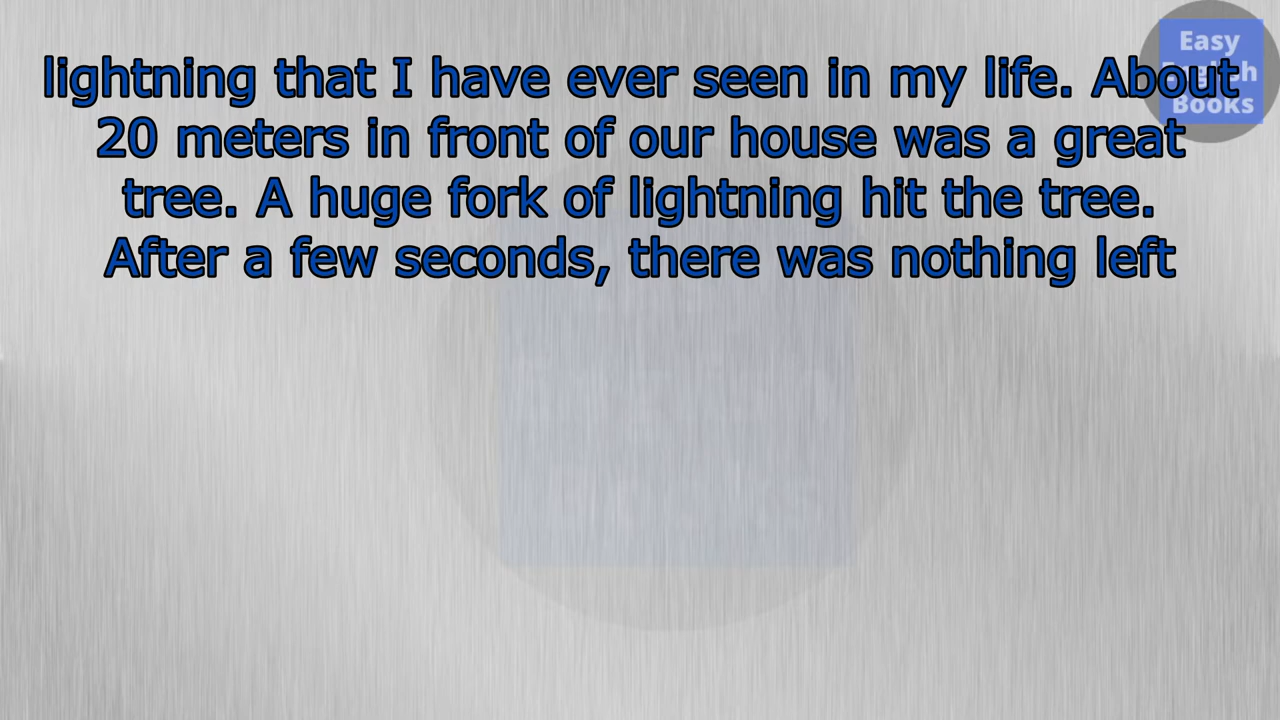 lightning that I have ever seen in my life. About
20 meters in front of our house was a great
tree. A huge fork of lightning hit the tree.
After a few seconds, there was nothing left
Easy
English
Books